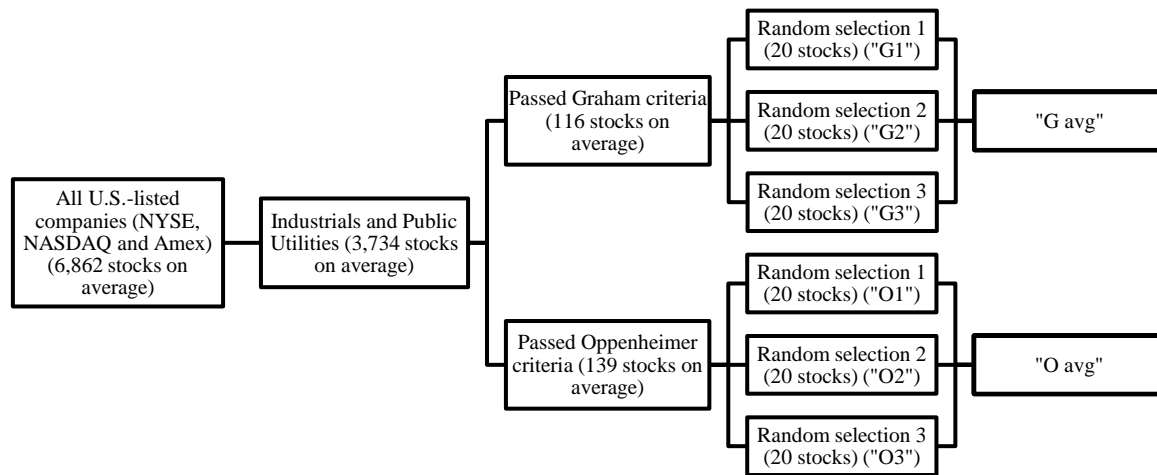 All U.S.-listed
companies (NYSE,
NASDAQ and Amex)
(6,862 stocks on
average)
Industrials and Public
Utilities (3,734 stocks
on average)
Passed Graham criteria
(116 stocks on
average)
Random selection 1
(20 stocks) ("G1")
Random selection 2
(20 stocks) ("G2")
Random selection 3
(20 stocks) ("G3")
"G avg"
Passed Oppenheimer
criteria (139 stocks on
average)
Random selection 1
(20 stocks) ("O1")
Random selection 2
(20 stocks) ("O2")
Random selection 3
(20 stocks) ("O3")
"O avg"